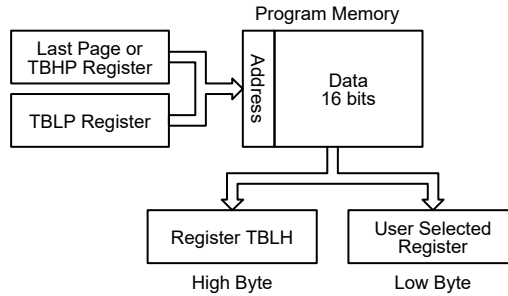 Program Memory
Last Page or
TBHP Register
TBLP Register
Address
Data
16 bits
Register TBLH
User Selected
Register
High Byte
Low Byte